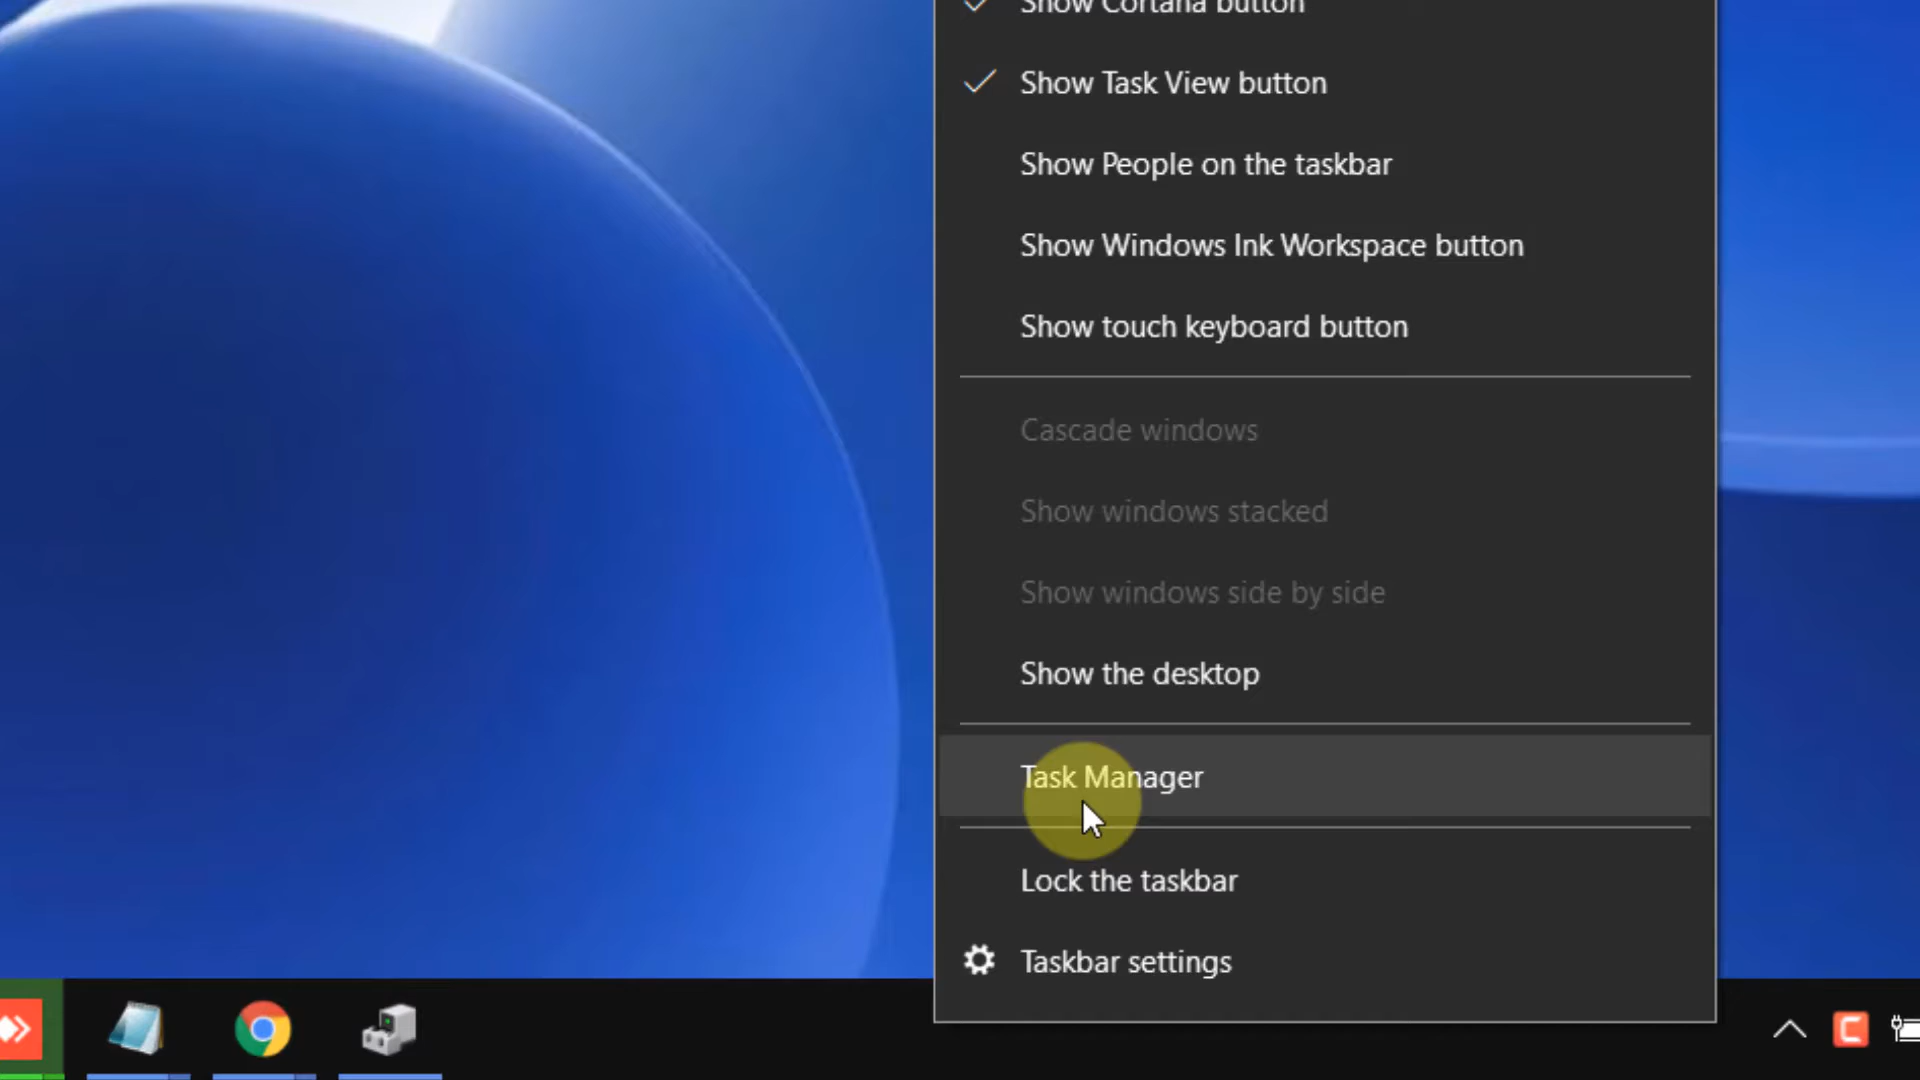 Show Cortana button
Show Task View button
Show People on the taskbar
Show Windows Ink Workspace button
Show touch keyboard button
Cascade windows
Show windows stacked
Show windows side by side
Show the desktop
Task Manager
Lock the taskbar
Taskbar settings